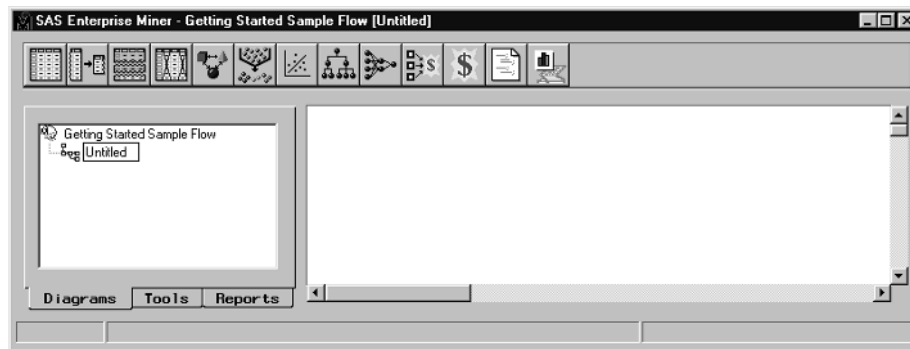 SAS Enterprise Miner - Getting Started Sample Flow [Untitled]
S
$
Getting Started Sample Flow
Untitled
Diagrams Tools Reports